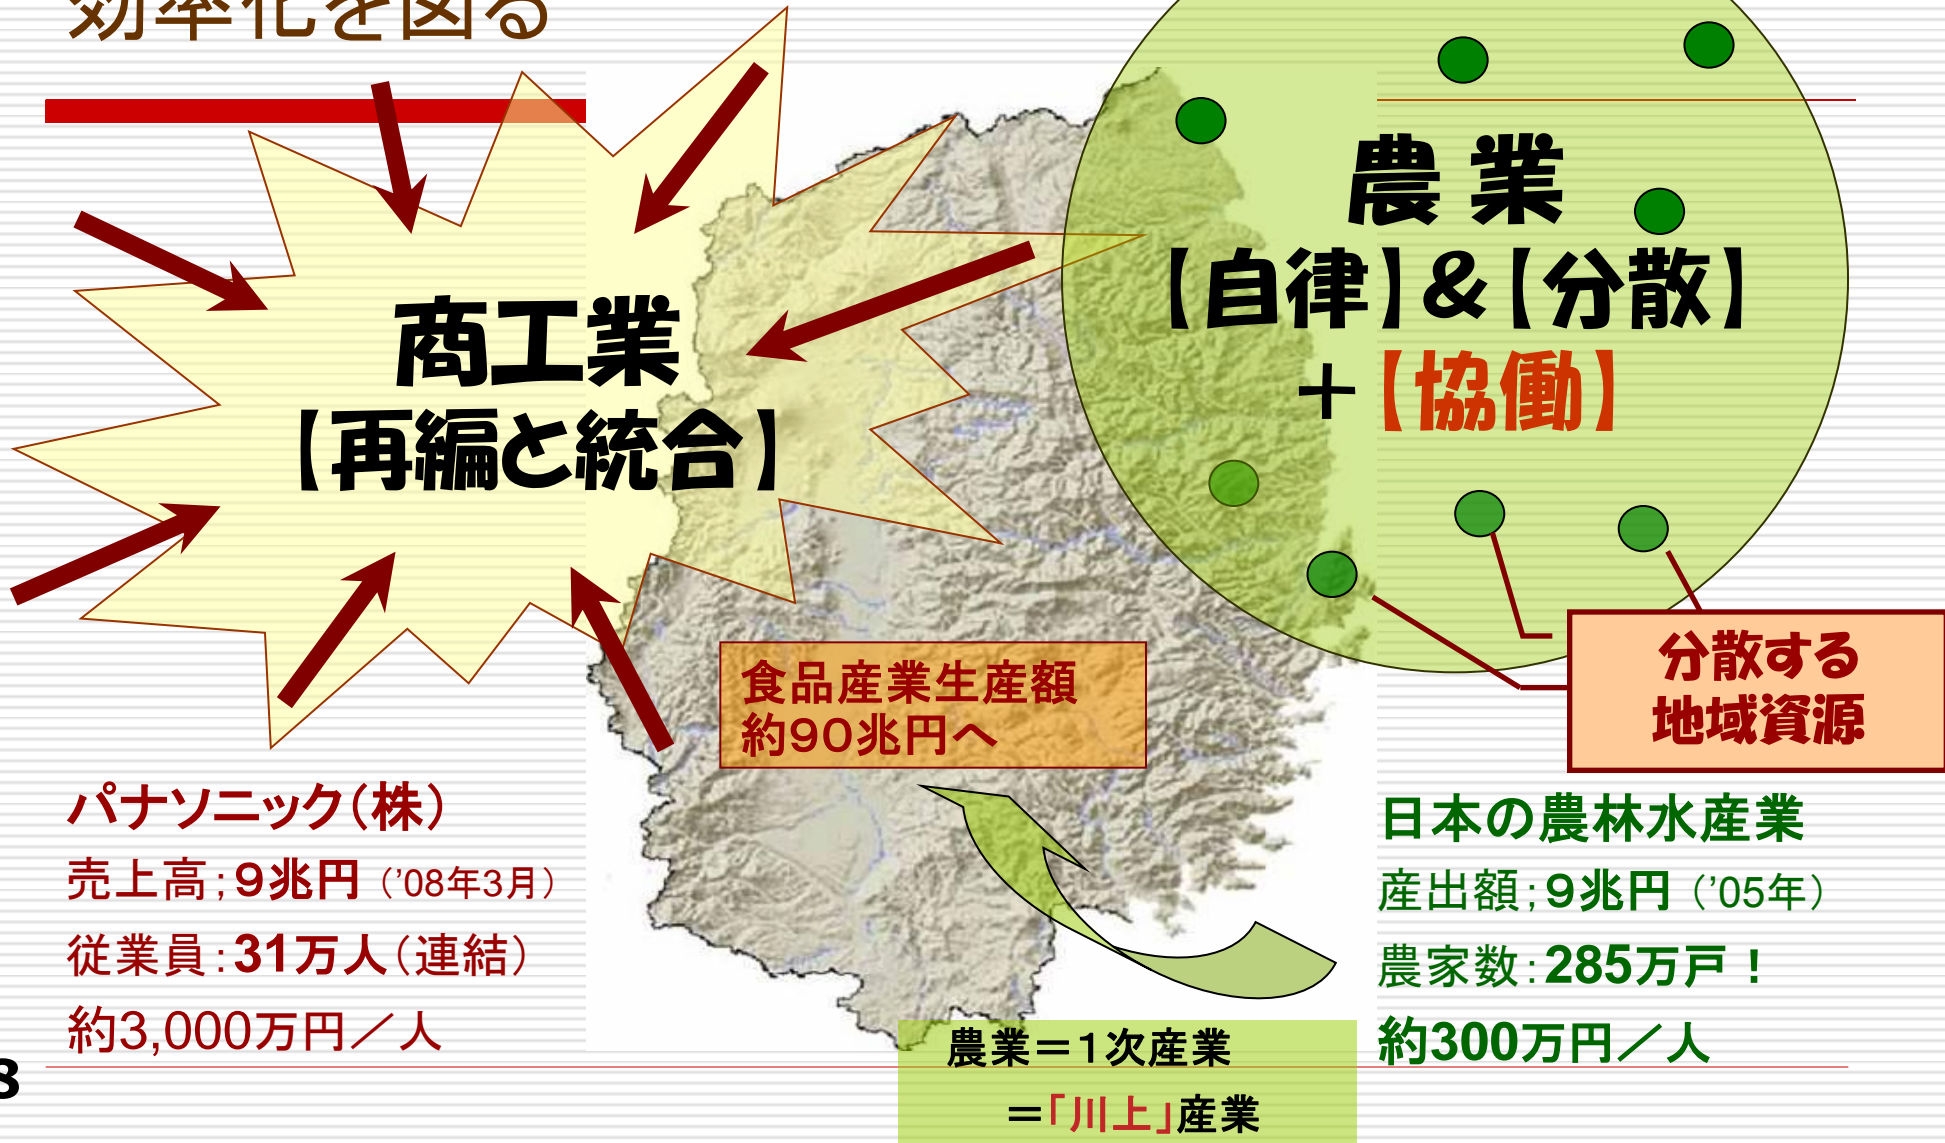 効率化を図る
商工業
【再編と統合】
農 業
【自律】&【分散】
+【協働】
分散する
地域資源
食品産業生産額
約90兆円へ
パナソニック(株)
売上高;9兆円('08年3月)
従業員:31万人(連結)
約3,000万円/人
日本の農林水産業
産出額;9兆円('05年)
農家数:285万戸!
約300万円/人
農業=1次産業
=「川上」産業
8